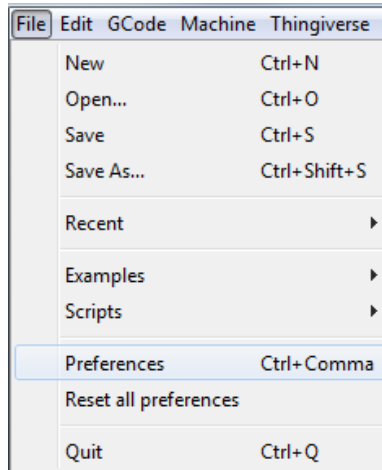 File Edit GCode Machine Thingiverse
New Ctrl+N
Open... Ctrl+O
Save Ctrl+S
Save As... Ctrl+Shift+S
Recent
Examples
Scripts
Preferences Ctrl+Comma
Reset all preferences
Quit Ctrl+Q